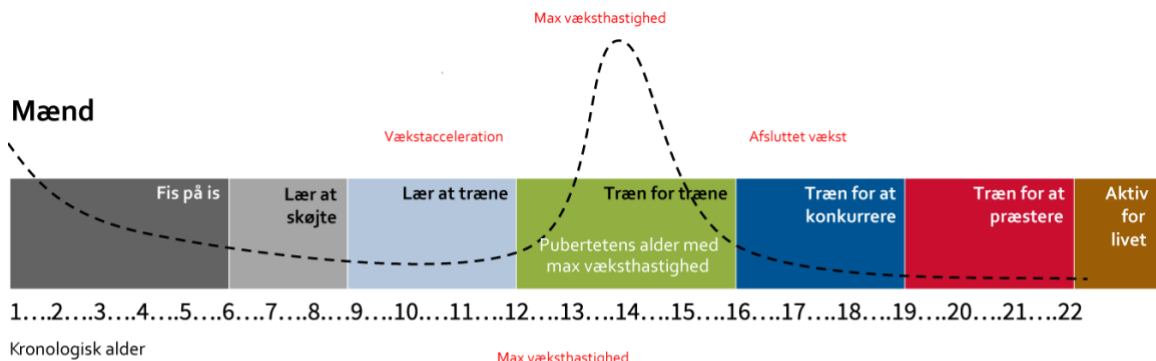 Max væksthastighed
Mænd
Vækstacceleration
Afsluttet vækst
Fis på is
Lær at
skøjte
Lær at træne
Træn for træne
Pubertetens alder med
max væksthastighed
Træn for at
konkurrere
Træn for at
præstere
Aktiv
for
livet
1....2....3....4....5....6....7....8....9....10....11....12....13....14....15....16....17....18....19....20....21....22
Kronologisk alder
Max væksthastighed